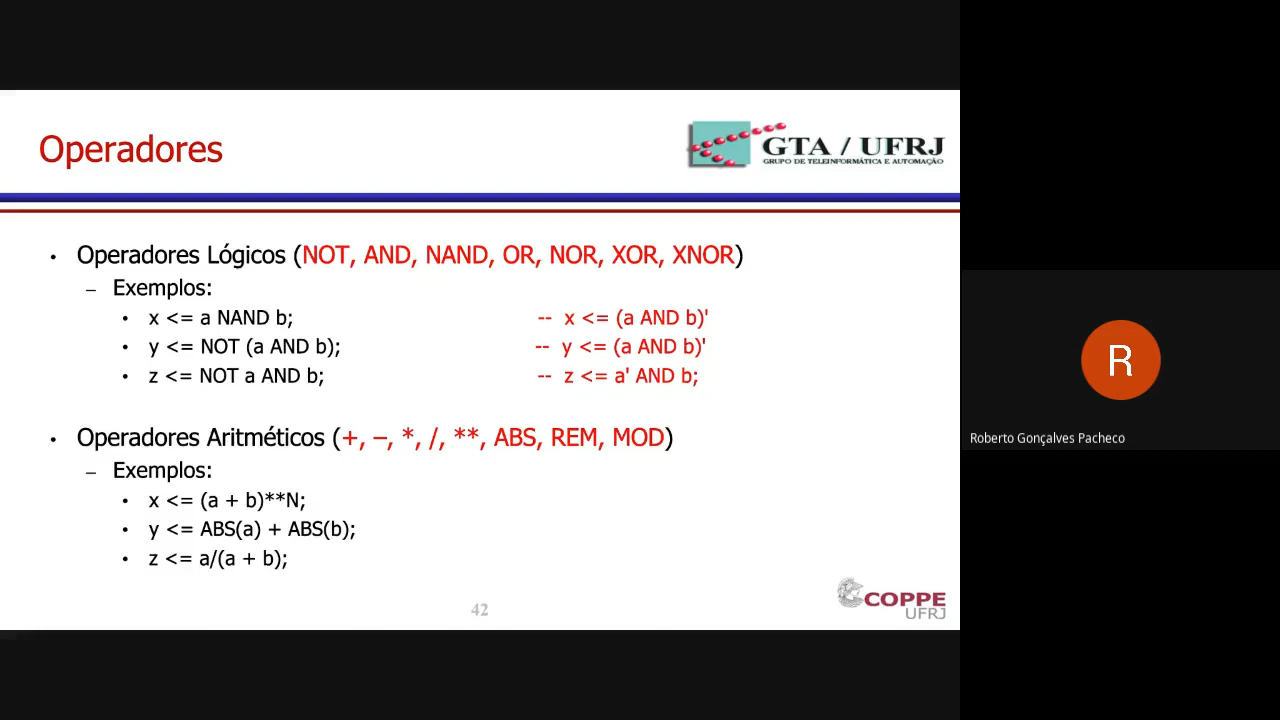 Operadores
GTA / UFRJ
GRUPO DE TELEINFORMÁTICA E AUTOMAÇÃO
• Operadores Lógicos (NOT, AND, NAND, OR, NOR, XOR, XNOR)
– Exemplos:
• x <= a NAND b; -- x <= (a AND b)'
• y <= NOT (a AND b); -- y <= (a AND b)'
• z <= NOT a AND b; -- z <= a' AND b;
• Operadores Aritméticos (+, –, *, /, **, ABS, REM, MOD)
– Exemplos:
• x <= (a + b)**N;
• y <= ABS(a) + ABS(b);
• z <= a/(a + b);
42
COPPE
UFRJ
R
Roberto Gonçalves Pacheco